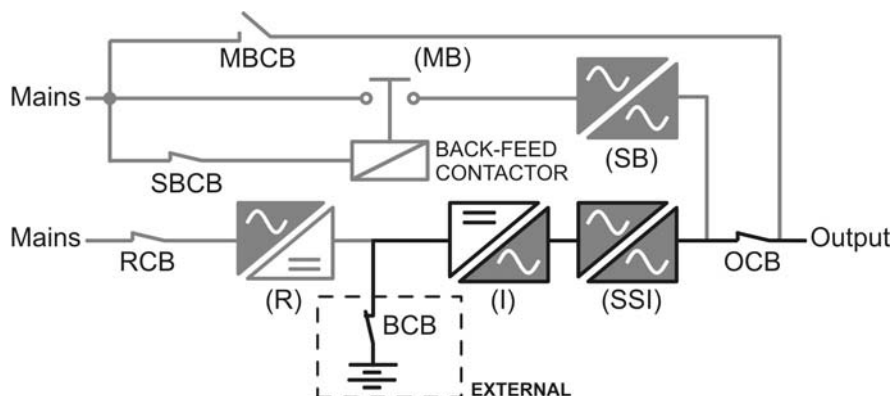 MBCB
(MB)
Mains
BACK-FEED
CONTACTOR
SBCB
(SB)
Mains
RCB
(R)
(I)
(SSI)
OCB
Output
BCB
EXTERNAL